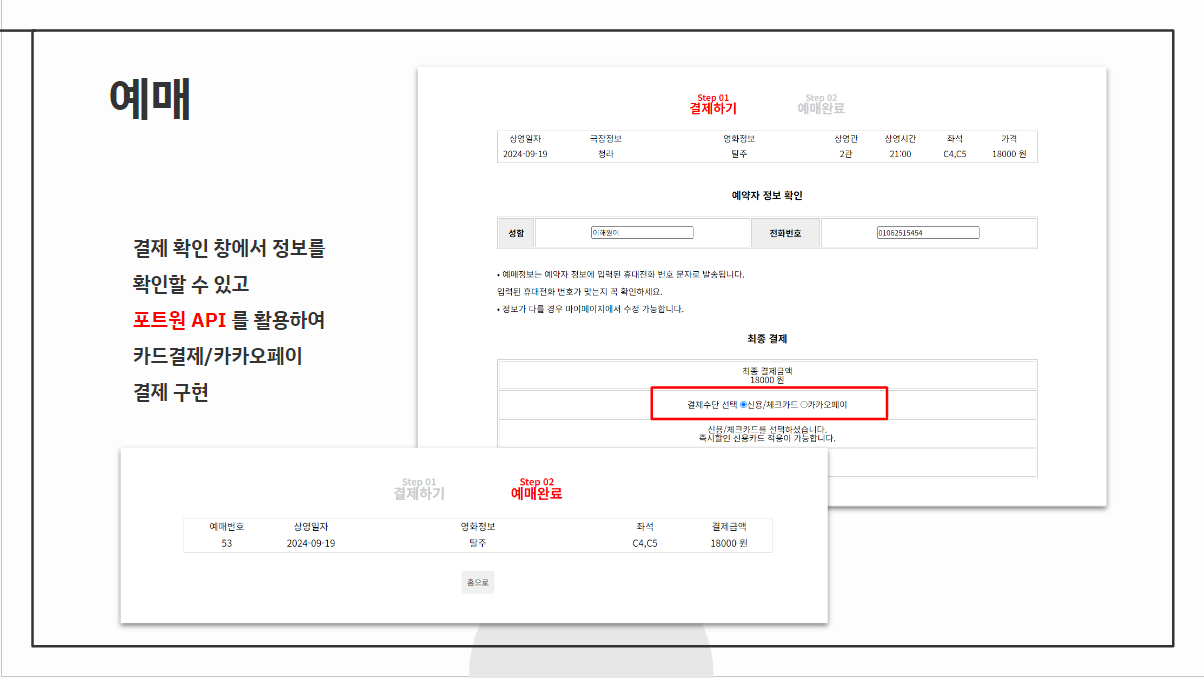 예매
결제 확인 창에서 정보를
확인할 수 있고
포트원 API 를 활용하여
카드결제/카카오페이
결제 구현
Step 01 Step 02
결제하기 예매완료
상영일자 극장정보 영화정보 상영관 상영시간 좌석 가격
2024-09-19 청라 탈주 2관 21:00 C4,C5 18000 원
예약자 정보 확인
성함 이해원이 전화번호 01062515454
• 예매정보는 예약자 정보에 입력된 휴대전화 번호 문자로 발송됩니다.
입력된 휴대전화 번호가 맞는지 꼭 확인하세요.
• 정보가 다를 경우 마이페이지에서 수정 가능합니다.
최종 결제
최종 결제금액
18000 원
결제수단 선택 신용/체크카드 카카오페이
신용/체크카드를 선택하셨습니다.
즉시할인 신용카드 적용이 가능합니다.
Step 01 Step 02
결제하기 예매완료
예매번호 상영일자 영화정보 좌석 결제금액
53 2024-09-19 탈주 C4,C5 18000 원
홈으로